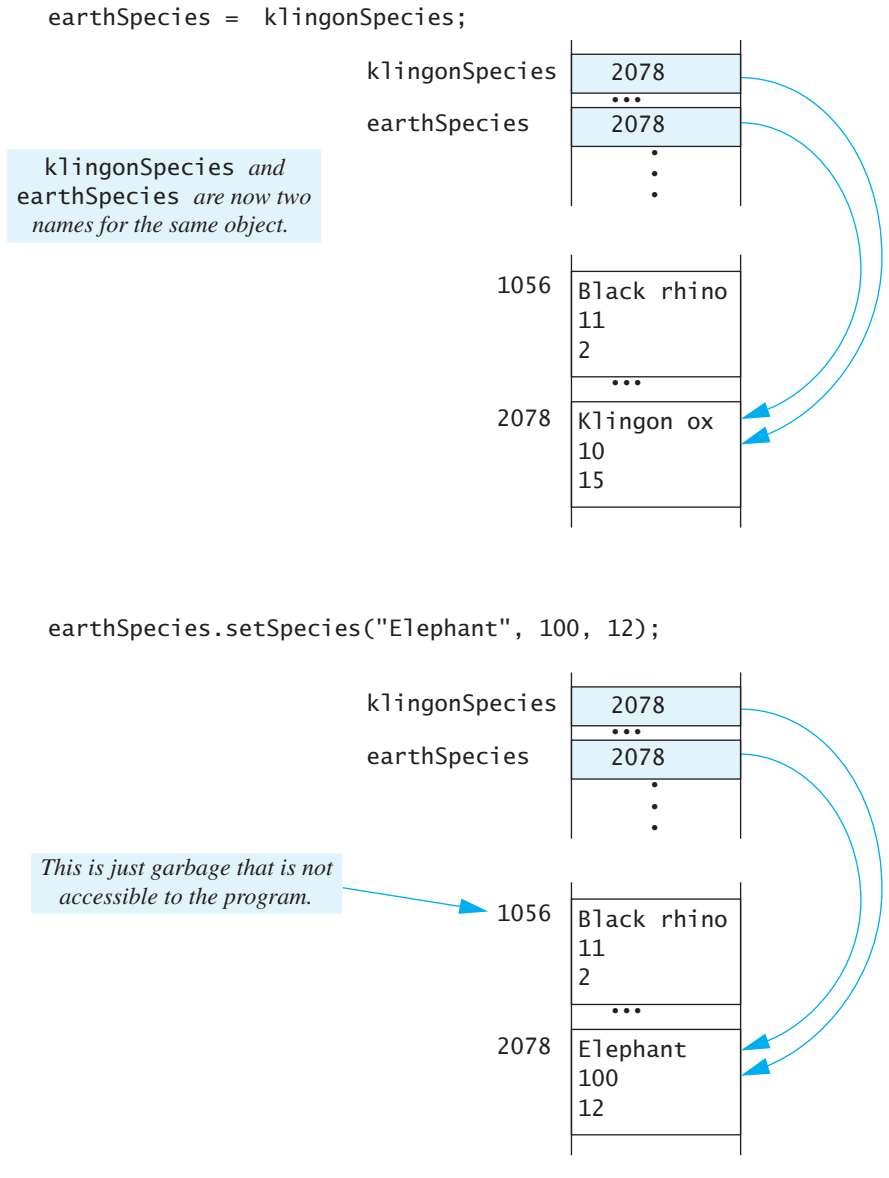 earthSpecies = klingonSpecies;
klingonSpecies 2078
...
earthSpecies 2078
klingonSpecies and
earthSpecies are now two
names for the same object.
1056 Black rhino
11
2
...
2078 Klingon ox
10
15
earthSpecies.setSpecies("Elephant", 100, 12);
klingonSpecies 2078
...
earthSpecies 2078
This is just garbage that is not
accessible to the program.
1056 Black rhino
11
2
...
2078 Elephant
100
12